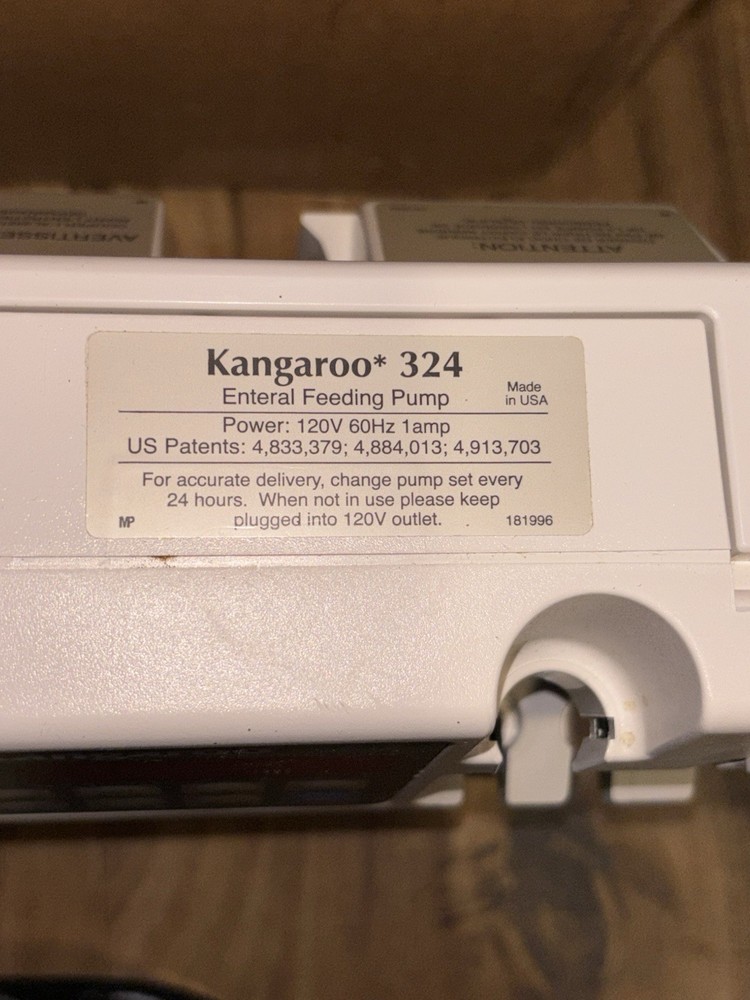 AVERTISSE
ATTENTION:
Kangaroo* 324
Enteral Feeding Pump
Made
in USA
Power: 120V 60Hz 1amp
US Patents: 4,833,379; 4,884,013; 4,913,703
For accurate delivery, change pump set every
24 hours. When not in use please keep
plugged into 120V outlet.
MP
181996